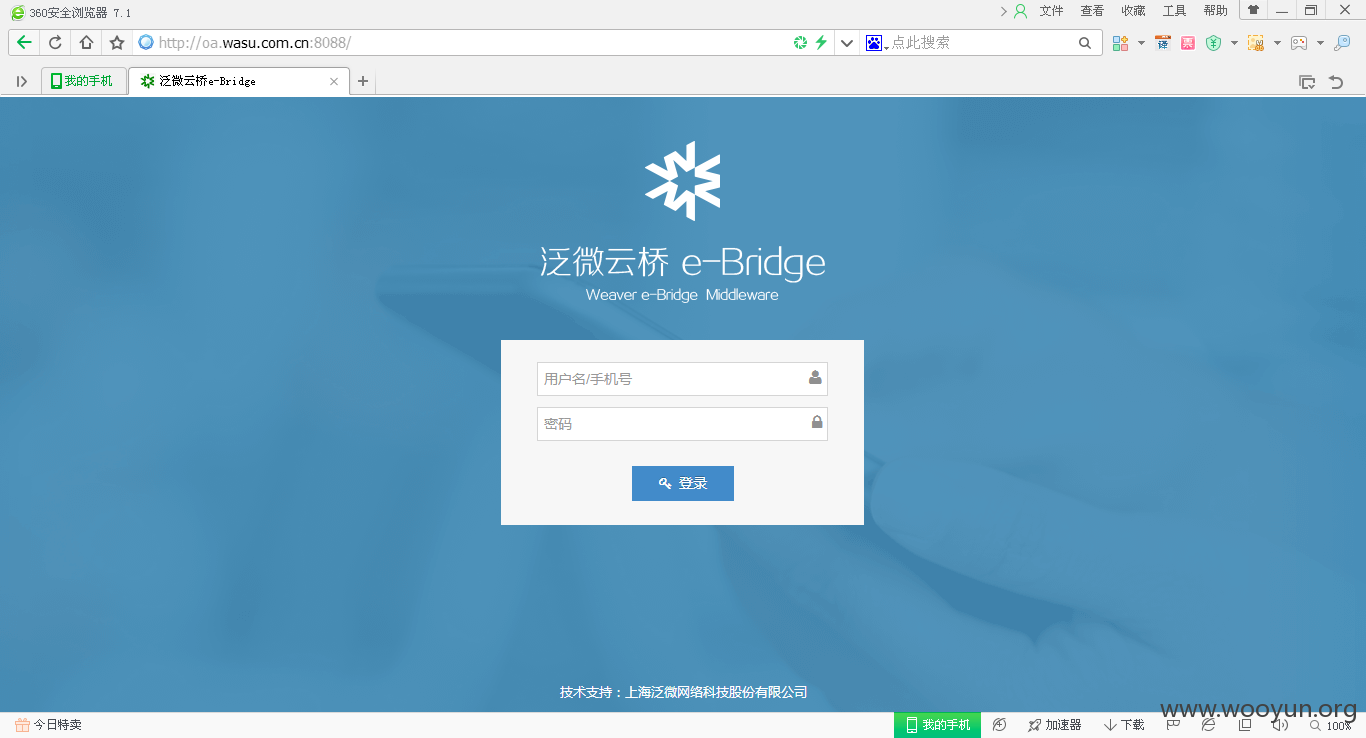 360安全浏览器 7.1
文件 查看 收藏 工具 帮助
http://oa.wasu.com.cn:8088/
点此搜索
译
票
我的手机
泛微云桥e-Bridge
泛微云桥 e-Bridge
Weaver e-Bridge Middleware
用户名/手机号
密码
登录
技术支持：上海泛微网络科技股份有限公司
今日特卖
我的手机
加速器
下载
100%
www.wooyun.org